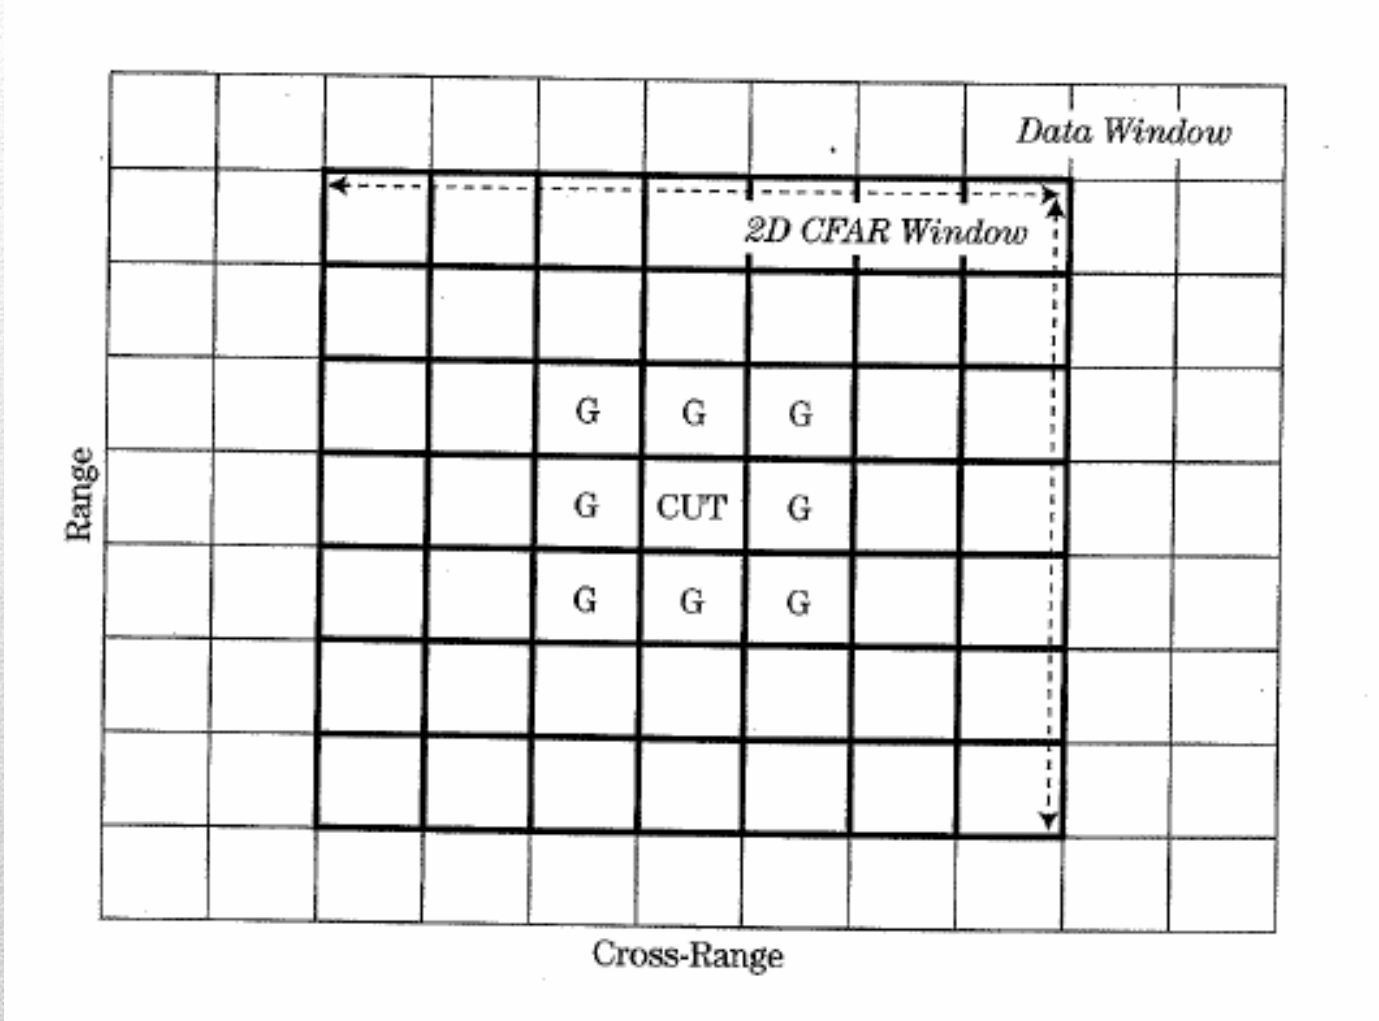 Data Window
2D CFAR Window
G G G
Range
G CUT G
G G G
Cross-Range